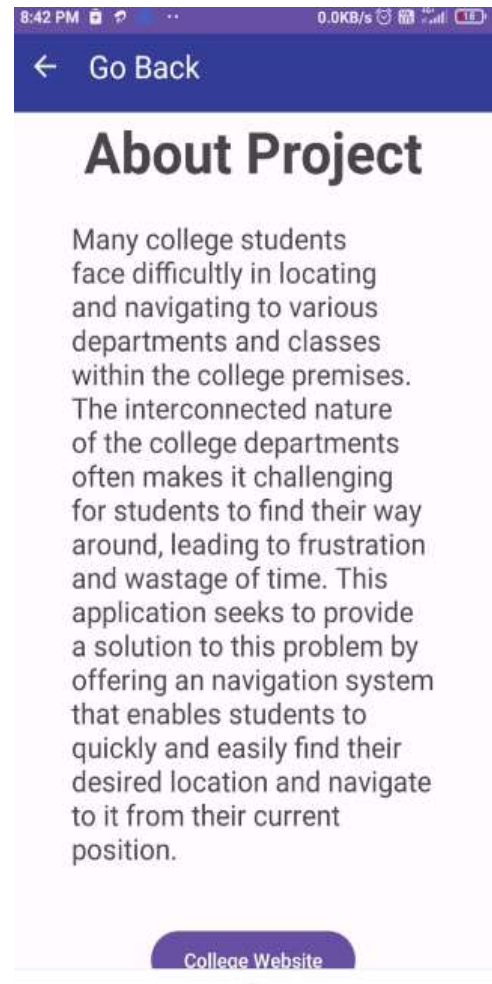 8:42 PM 0.0KB/s 18
Go Back
About Project
Many college students
face difficultly in locating
and navigating to various
departments and classes
within the college premises.
The interconnected nature
of the college departments
often makes it challenging
for students to find their way
around, leading to frustration
and wastage of time. This
application seeks to provide
a solution to this problem by
offering an navigation system
that enables students to
quickly and easily find their
desired location and navigate
to it from their current
position.
College Website